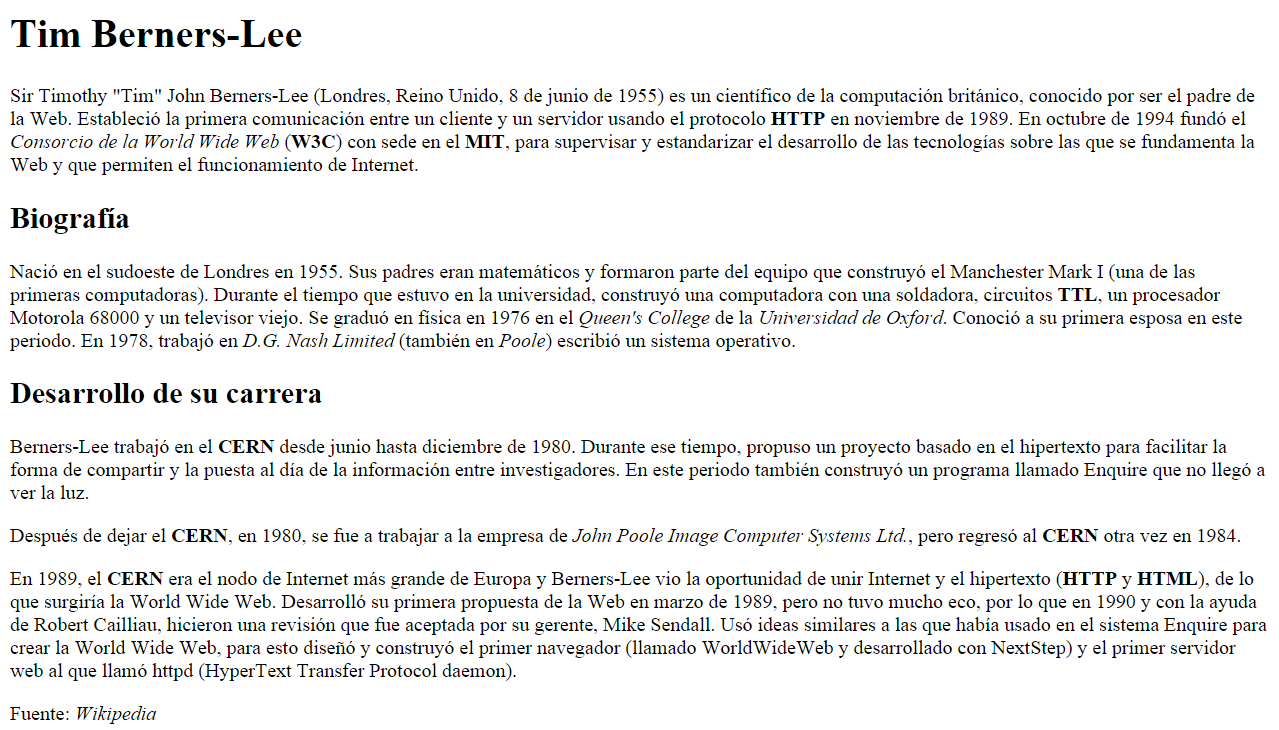 Tim Berners-Lee
Sir Timothy "Tim" John Berners-Lee (Londres, Reino Unido, 8 de junio de 1955) es un científico de la computación británico, conocido por ser el padre de
la Web. Estableció la primera comunicación entre un cliente y un servidor usando el protocolo HTTP en noviembre de 1989. En octubre de 1994 fundó el
Consorcio de la World Wide Web (W3C) con sede en el MIT, para supervisar y estandarizar el desarrollo de las tecnologías sobre las que se fundamenta la
Web y que permiten el funcionamiento de Internet.
Biografía
Nació en el sudoeste de Londres en 1955. Sus padres eran matemáticos y formaron parte del equipo que construyó el Manchester Mark I (una de las
primeras computadoras). Durante el tiempo que estuvo en la universidad, construyó una computadora con una soldadora, circuitos TTL, un procesador
Motorola 68000 y un televisor viejo. Se graduó en física en 1976 en el Queen's College de la Universidad de Oxford. Conoció a su primera esposa en este
periodo. En 1978, trabajó en D.G. Nash Limited (también en Poole) escribió un sistema operativo.
Desarrollo de su carrera
Berners-Lee trabajó en el CERN desde junio hasta diciembre de 1980. Durante ese tiempo, propuso un proyecto basado en el hipertexto para facilitar la
forma de compartir y la puesta al día de la información entre investigadores. En este periodo también construyó un programa llamado Enquire que no llegó a
ver la luz.
Después de dejar el CERN, en 1980, se fue a trabajar a la empresa de John Poole Image Computer Systems Ltd., pero regresó al CERN otra vez en 1984.
En 1989, el CERN era el nodo de Internet más grande de Europa y Berners-Lee vio la oportunidad de unir Internet y el hipertexto (HTTP y HTML), de lo
que surgiría la World Wide Web. Desarrolló su primera propuesta de la Web en marzo de 1989, pero no tuvo mucho eco, por lo que en 1990 y con la ayuda
de Robert Cailliau, hicieron una revisión que fue aceptada por su gerente, Mike Sendall. Usó ideas similares a las que había usado en el sistema Enquire para
crear la World Wide Web, para esto diseñó y construyó el primer navegador (llamado WorldWideWeb y desarrollado con NextStep) y el primer servidor
web al que llamó httpd (HyperText Transfer Protocol daemon).
Fuente: Wikipedia